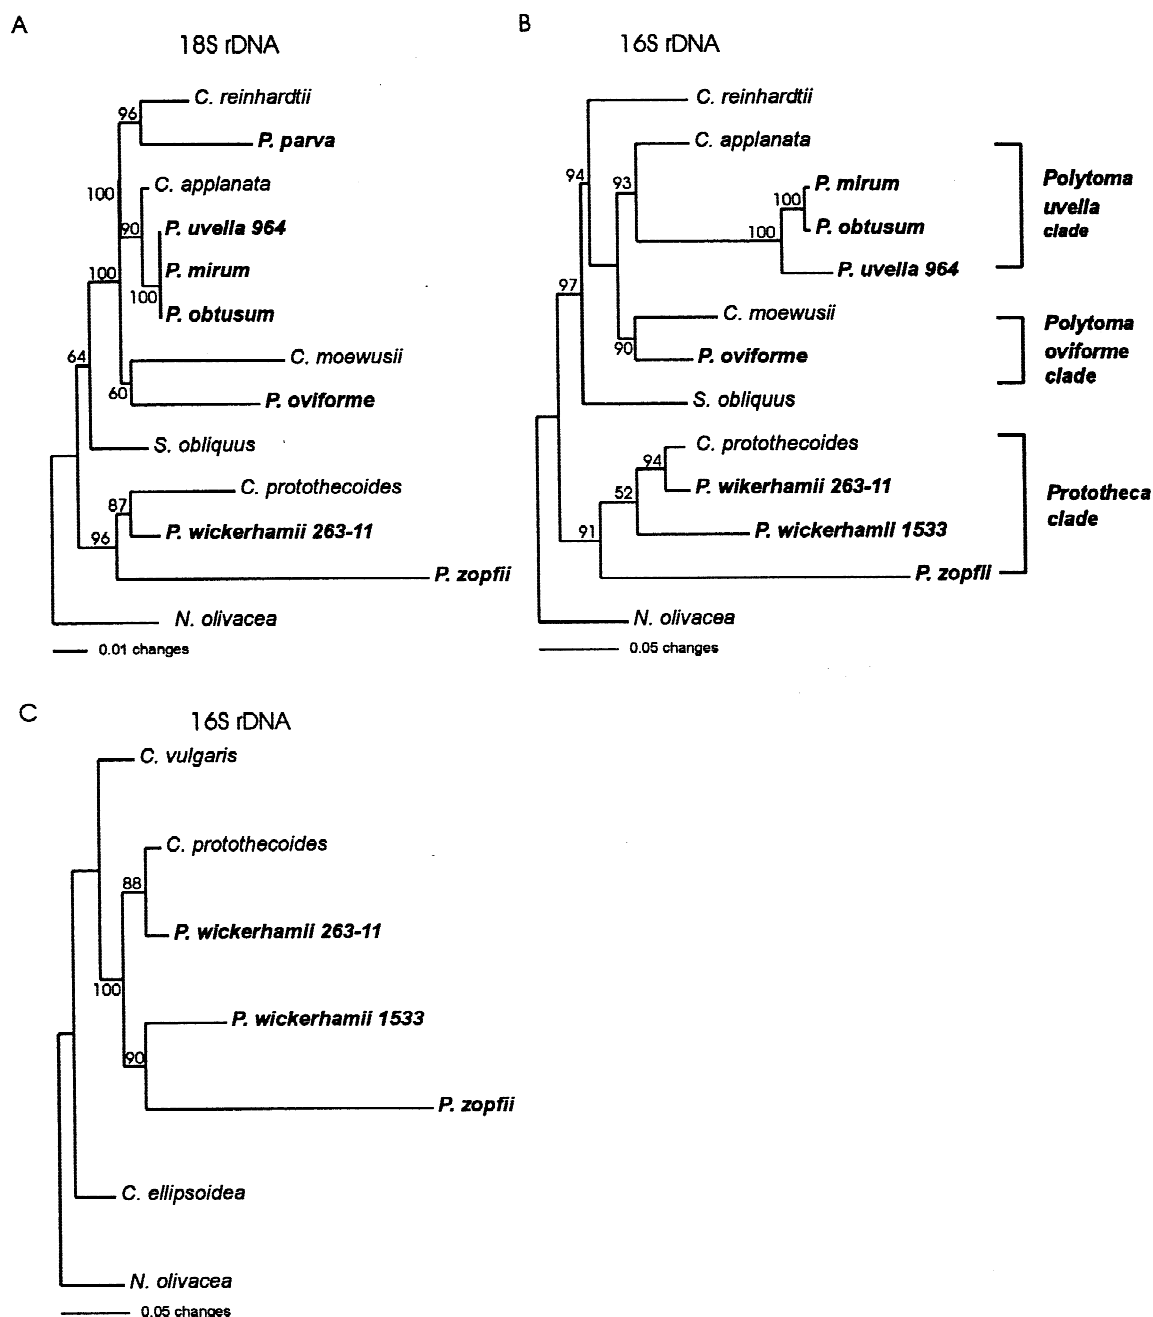 A
18S rDNA
C. reinhardtii
96
P. parva
100
C. applanata
90
P. uvella 964
P. mirum
100
100
P. obtusum
64
C. moewusii
60
P. oviforme
S. obliquus
C. protothecoides
87
P. wickerhamii 263-11
96
P. zopfii
N. olivacea
0.01 changes
B
16S rDNA
C. reinhardtii
C. applanata
94
93
P. mirum
100
P. obtusum
100
P. uvella 964
97
C. moewusii
90
P. oviforme
S. obliquus
C. protothecoides
94
P. wikerhamii 263-11
52
P. wickerhamii 1533
91
P. zopfii
N. olivacea
0.05 changes
Polytoma
uvella
clade
Polytoma
oviforme
clade
Prototheca
clade
C
16S rDNA
C. vulgaris
C. protothecoides
88
P. wickerhamii 263-11
100
P. wickerhamii 1533
90
P. zopfii
C. ellipsoidea
N. olivacea
0.05 changes